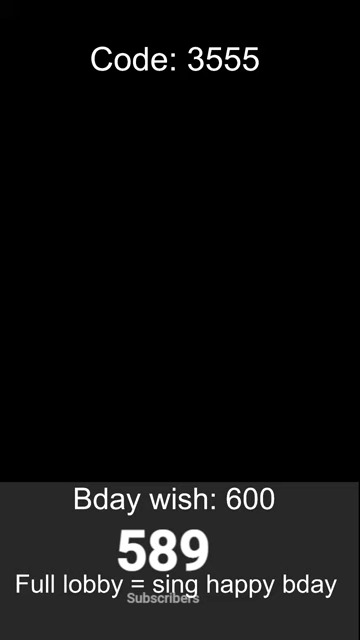 Code: 3555
Bday wish: 600
589
Full lobby = sing happy bday
Subscribers